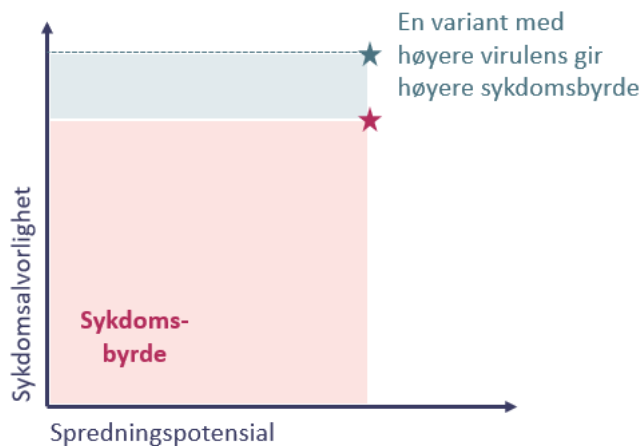 En variant med
høyere virulens gir
høyere sykdomsbyrde
Sykdomsalvorlighet
Sykdoms-
byrde
Spredningspotensial